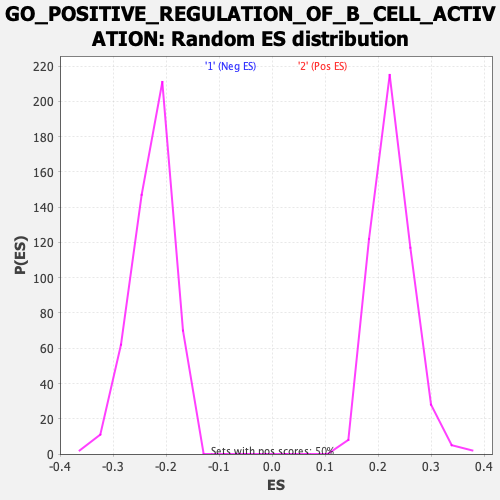 GO_POSITIVE_REGULATION_OF_B_CELL_ACTIV
ATION: Random ES distribution
'1' (Neg ES) '2' (Pos ES)
220
200
180
160
140
120
100
80
60
40
20
0
P(ES)
Sets with pos scores: 50%
-0.4 -0.3 -0.2 -0.1 0.0 0.1 0.2 0.3 0.4
ES